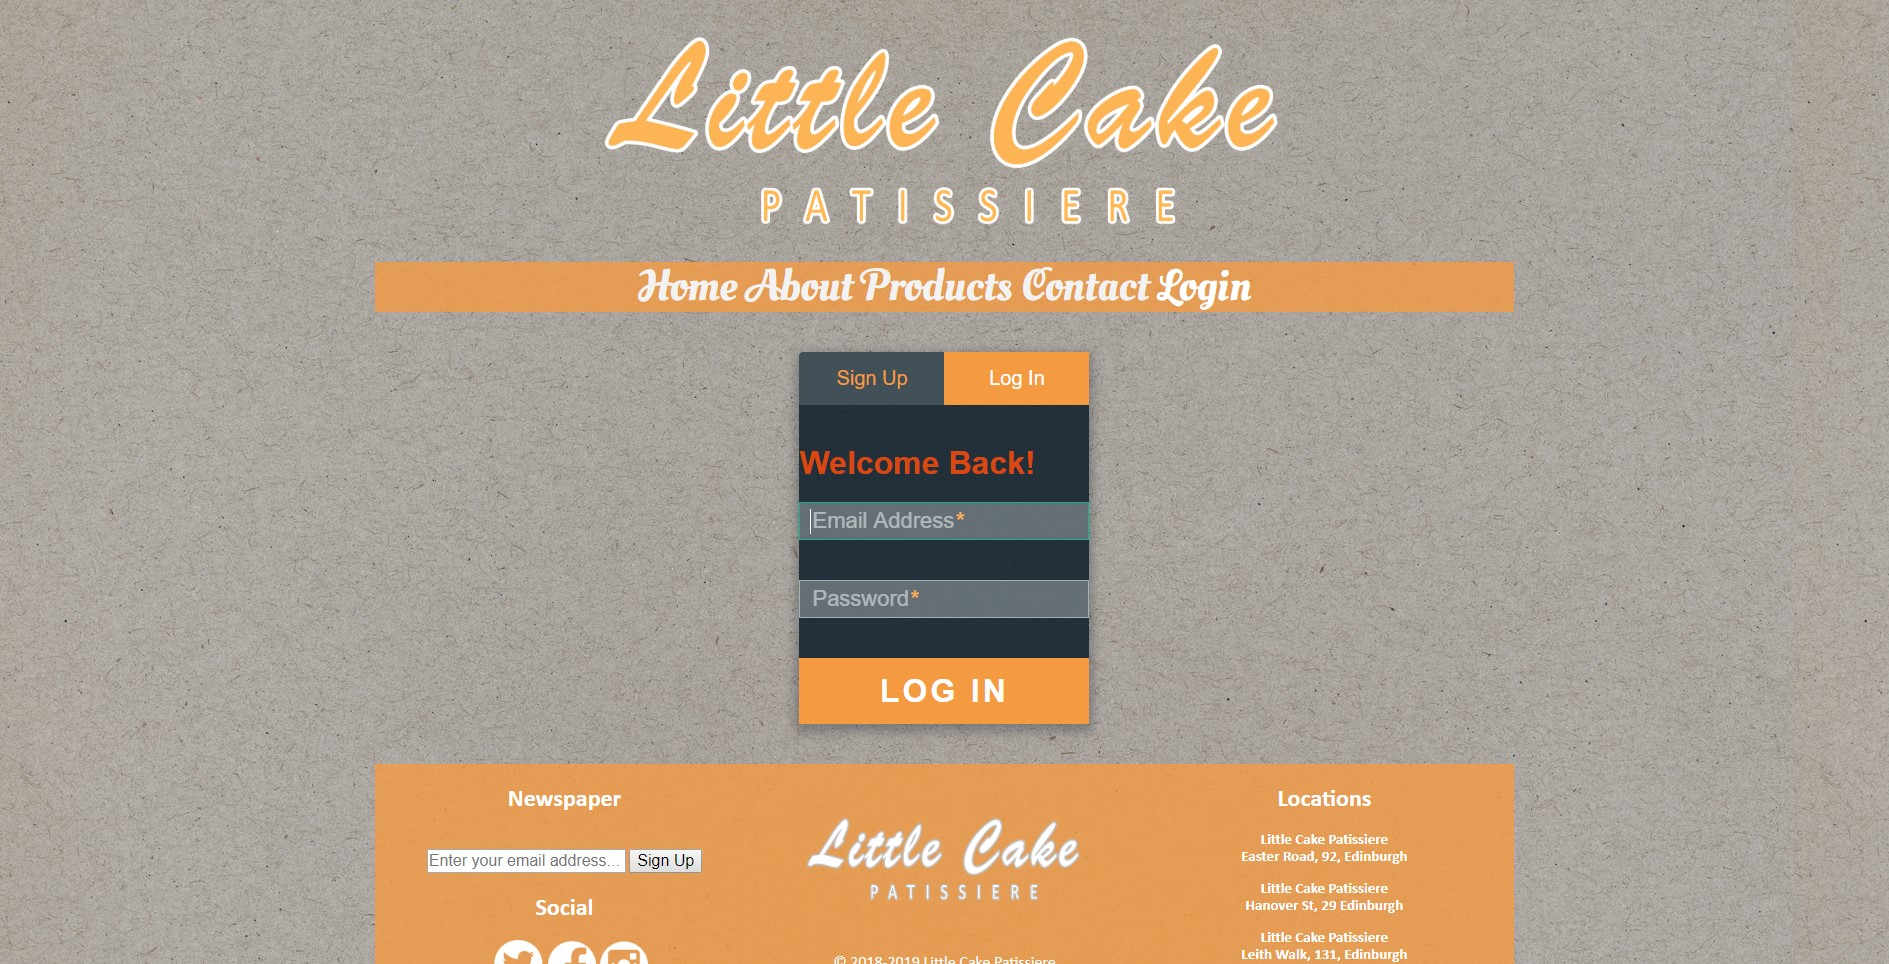 Little Cake
PATISSIERE
Home About Products Contact Login
Sign Up
Log In
Welcome Back!
Email Address*
Password*
LOG IN
Newspaper
Enter your email address...
Sign Up
Social
Little Cake
PATISSIERE
© 2018-2019 Little Cake Patissiere
Locations
Little Cake Patissiere
Easter Road, 92, Edinburgh
Little Cake Patissiere
Hanover St, 29 Edinburgh
Little Cake Patissiere
Leith Walk, 131, Edinburgh